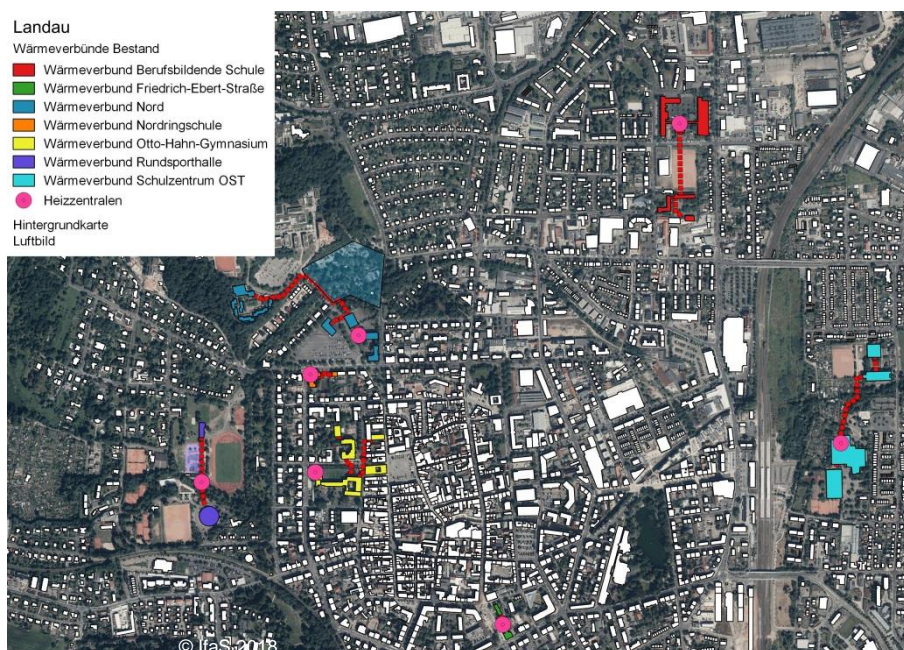 Landau
Wärmeverbünde Bestand
Wärmeverbund Berufsbildende Schule
Wärmeverbund Friedrich-Ebert-Straße
Wärmeverbund Nord
Wärmeverbund Nordringschule
Wärmeverbund Otto-Hahn-Gymnasium
Wärmeverbund Rundsporthalle
Wärmeverbund Schulzentrum OST
Heizzentralen
Hintergrundkarte
Luftbild
© IfaS 2018